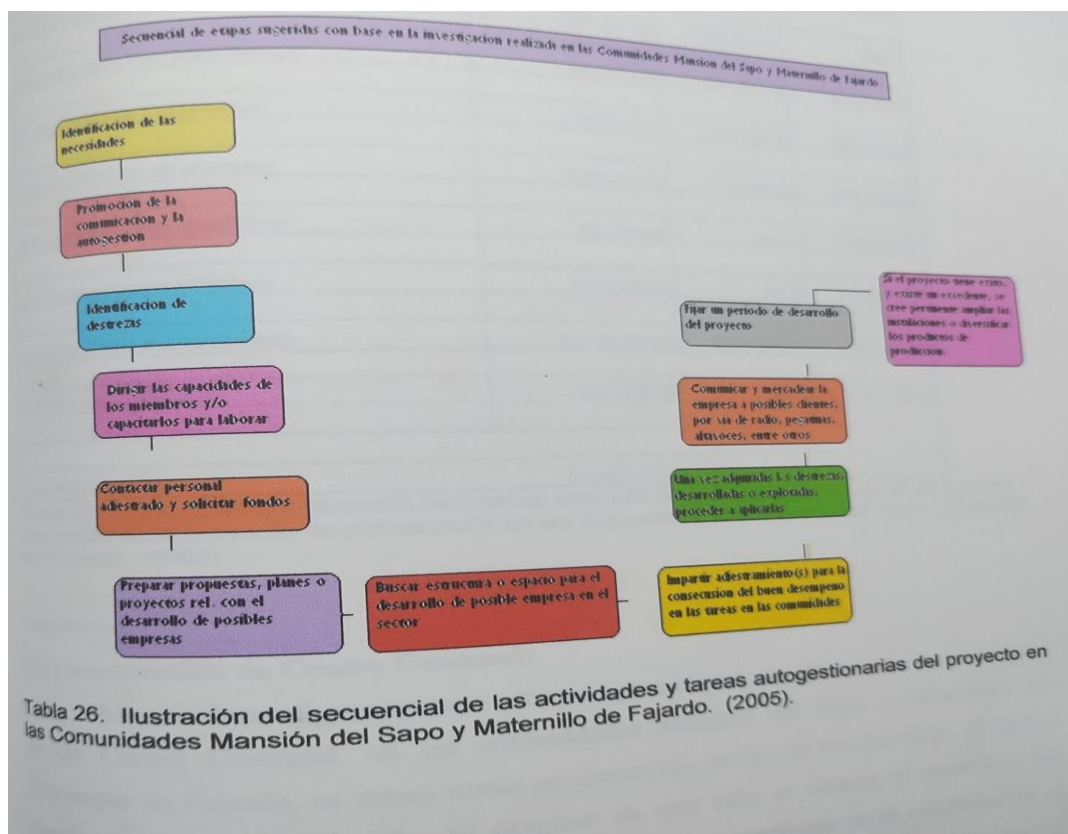 Secuencial de etapas sugeridas con base en la investigacion realizada en las Comunidades Mansion del Sapo y Maternillo de Fajardo
Identificacion de las
necesidades
Promocion de la
comunicacion y la
autogestion
Identificacion de
destrezas
Dirigir las capacidades de
los miembros y/o
capacitarlos para laborar
Contactar personal
adiestrado y solicitar fondos
Preparar propuestas, planes o
proyectos rel. con el
desarrollo de posibles
empresas
Buscar estructura o espacio para el
desarrollo de posible empresa en el
sector
Impartir adiestramiento(s) para la
consecusion del buen desempeno
en las tareas en las comunidades
Una vez adquiridas las destrezas,
desarrolladas o exploradas,
proceder a aplicarlas
Comunicar y mercadear la
empresa a posibles clientes,
por via de radio, pegatinas,
altavoces, entre otros
Fijar un periodo de desarrollo
del proyecto
Si el proyecto tiene exito,
y existe un excedente, se
cree pertinente ampliar las
instalaciones o diversificar
los productos de
produccion.
Tabla 26. Ilustración del secuencial de las actividades y tareas autogestionarias del proyecto en
las Comunidades Mansión del Sapo y Maternillo de Fajardo. (2005).